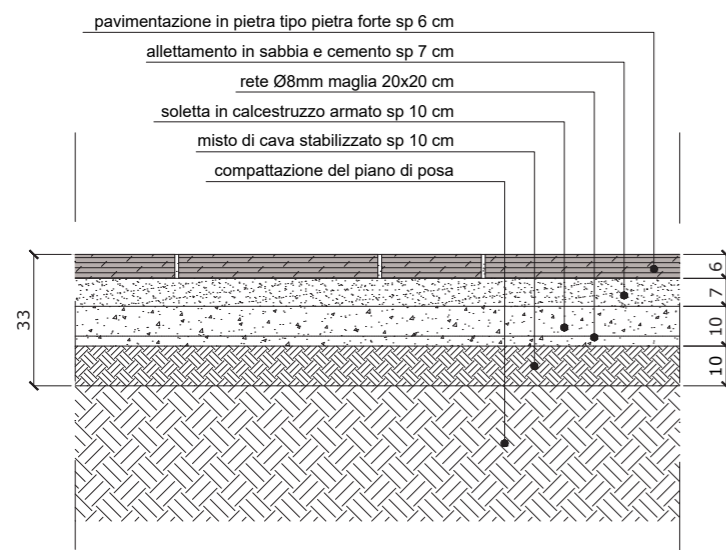 pavimentazione in pietra tipo pietra forte sp 6 cm
allettamento in sabbia e cemento sp 7 cm
rete Ø8mm maglia 20x20 cm
soletta in calcestruzzo armato sp 10 cm
misto di cava stabilizzato sp 10 cm
compattazione del piano di posa
33
6
7
10
10